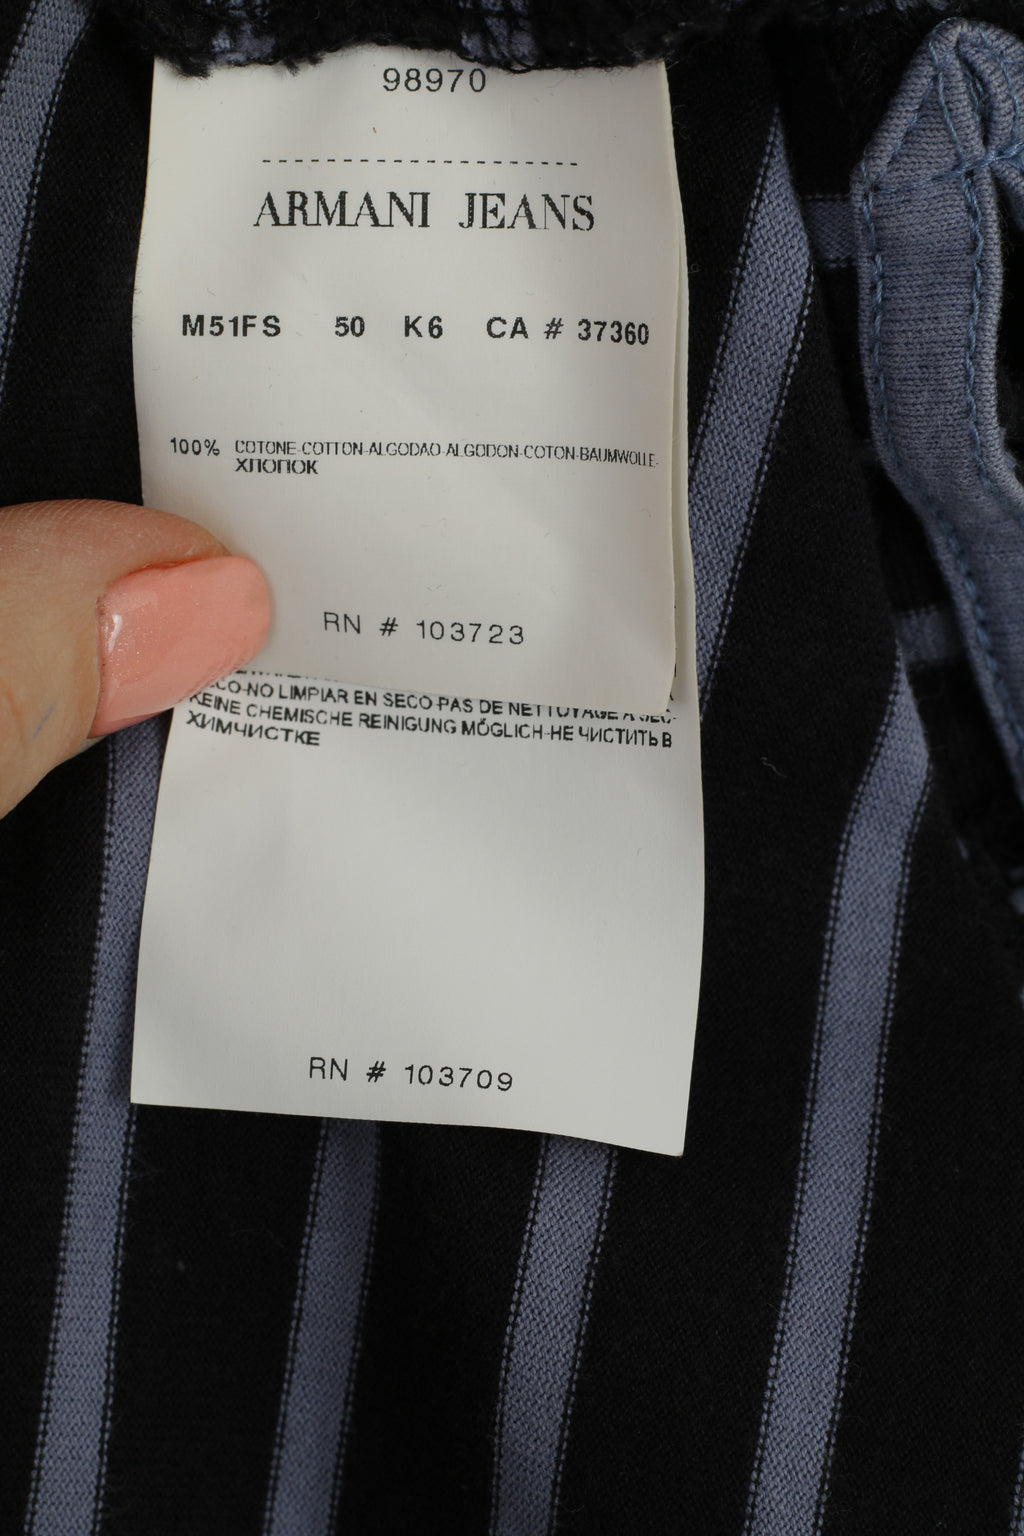 98970
ARMANI JEANS
M51FS 50 K6 CA # 37360
100% COTONE-COTTON-ALGODAO-ALGODON-COTON-BAUMWOLLE-
ХЛОПОК
RN # 103723
NO LIMPIAR EN SECO-PAS DE NETTOYAGE A SEC-
KEINE CHEMISCHE REINIGUNG MÖGLICH-НЕ ЧИСТИТЬ В
ХИМЧИСТКЕ
RN # 103709